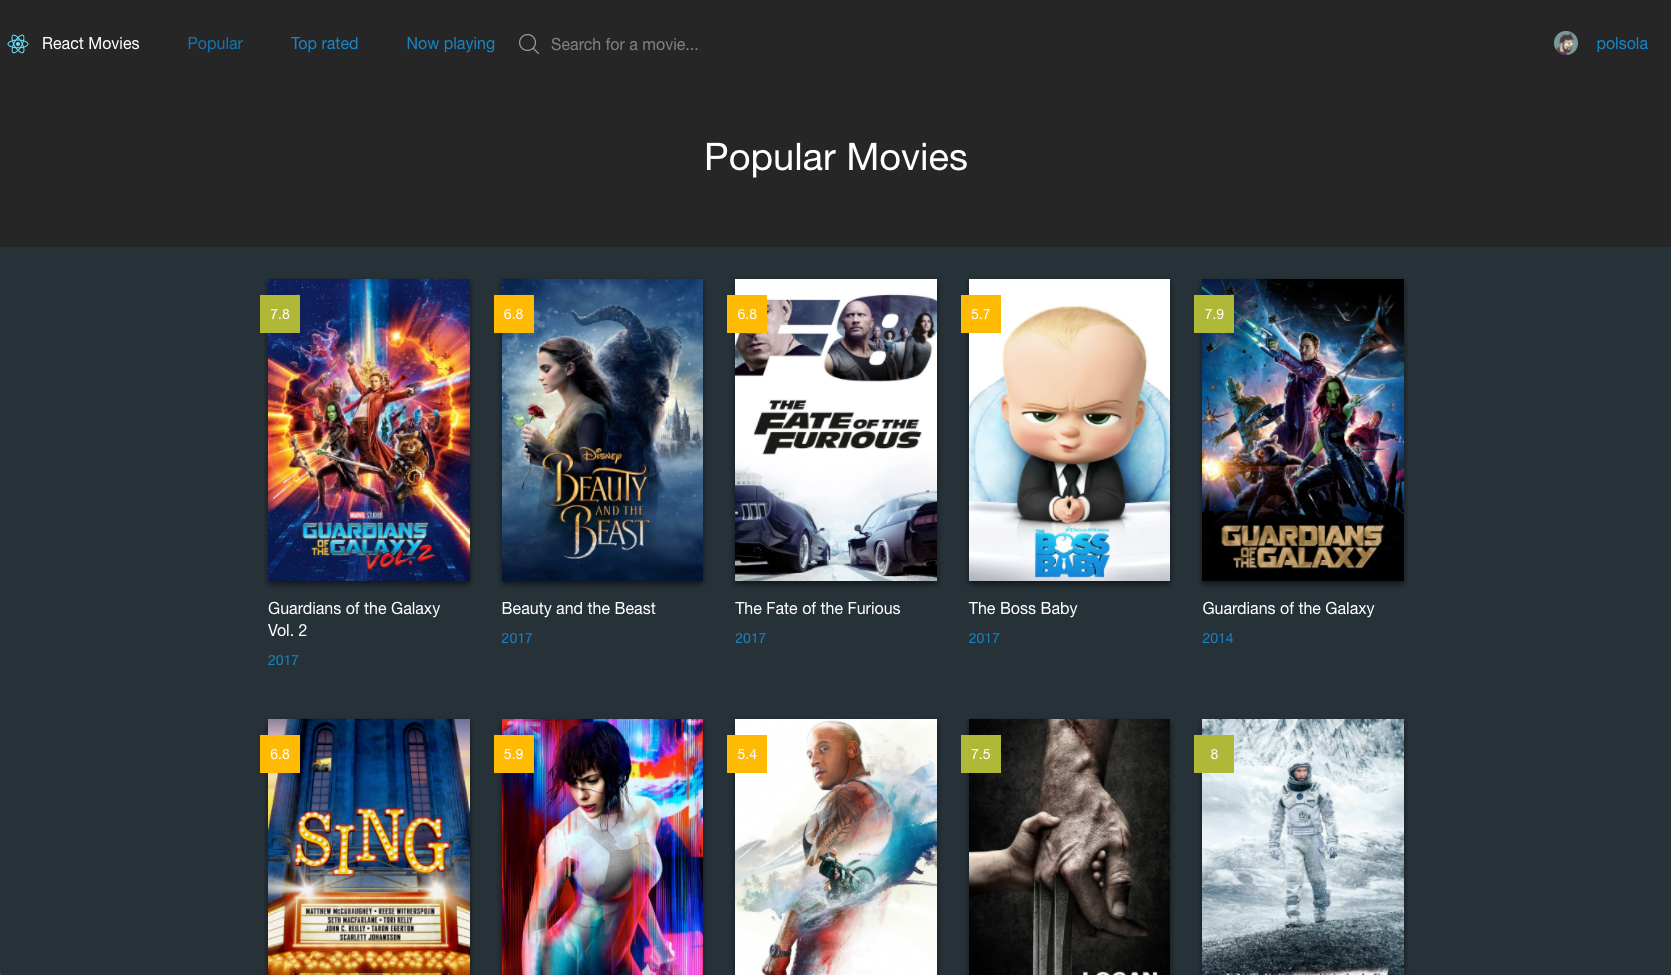 React Movies
Popular
Top rated
Now playing
Search for a movie...
polsola
Popular Movies
7.8
6.8
6.8
5.7
7.9
MARVEL STUDIOS
GUARDIANS
OF THE GALAXY
VOL. 2
Disney
BEAUTY
AND THE
BEAST
F8
THE
FATE OF THE
FURIOUS
THE
BOSS
BABY
GUARDIANS
OF THE GALAXY
Guardians of the Galaxy
Vol. 2
2017
Beauty and the Beast
2017
The Fate of the Furious
2017
The Boss Baby
2017
Guardians of the Galaxy
2014
6.8
5.9
5.4
7.5
8
SING
MATTHEW McCONAUGHEY • REESE WITHERSPOON
SETH MACFARLANE • TORI KELLY
JOHN C. REILLY • TARON EGERTON
SCARLETT JOHANSSON
LOGAN